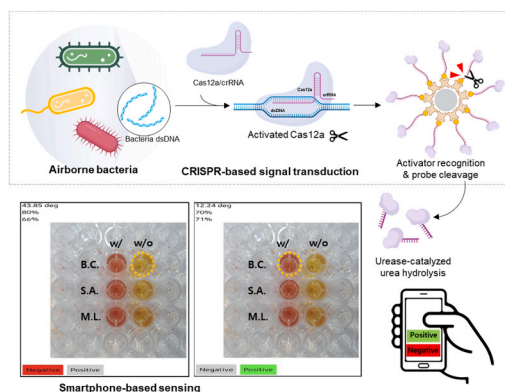 Cas12a/crRNA
Cas12a
crRNA
dsDNA
Bacteria dsDNA
Activated Cas12a
Airborne bacteria
CRISPR-based signal transduction
Activator recognition
& probe cleavage
43.85 deg
80%
66%
w/ w/o
B.C.
S.A.
M.L.
Negative Positive
12.24 deg
70%
71%
w/ w/o
B.C.
S.A.
M.L.
Negative Positive
Urease-catalyzed
urea hydrolysis
Positive
Negative
Smartphone-based sensing